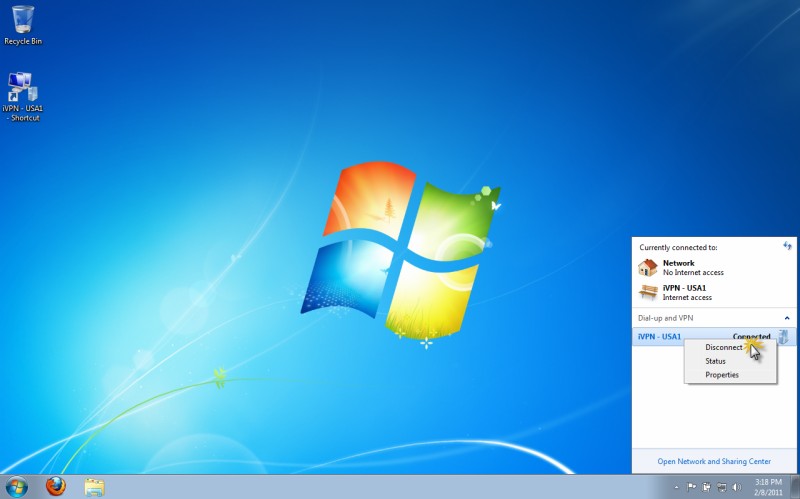 Recycle Bin
iVPN - USA1
- Shortcut
Currently connected to:
Network
No Internet access
iVPN - USA1
Internet access
Dial-up and VPN
iVPN - USA1 Connected
Disconnect
Status
Properties
Open Network and Sharing Center
3:18 PM
2/8/2011